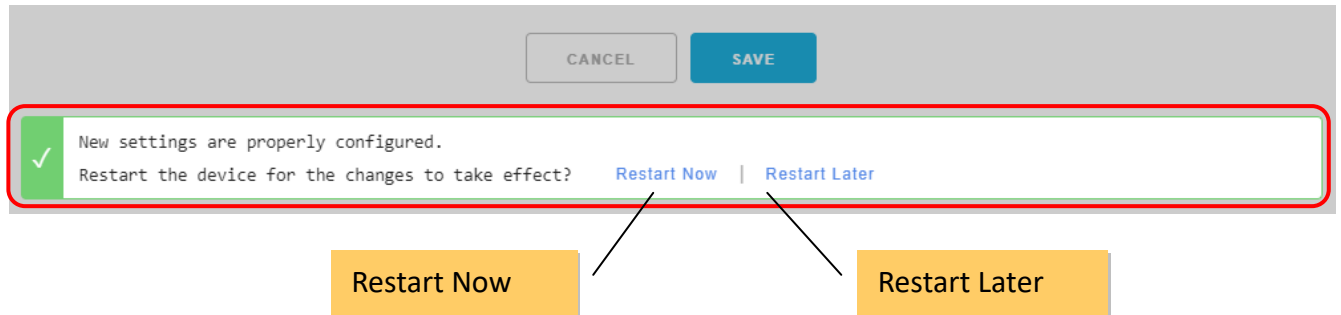 CANCEL SAVE
New settings are properly configured.
Restart the device for the changes to take effect? Restart Now | Restart Later
Restart Now Restart Later